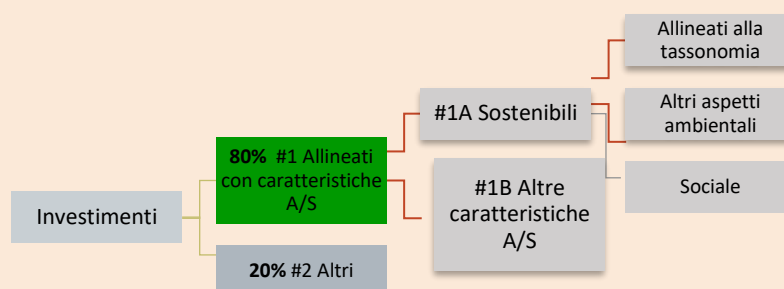 Investimenti
80% #1 Allineati
con caratteristiche
A/S
20% #2 Altri
#1A Sostenibili
#1B Altre
caratteristiche
A/S
Allineati alla
tassonomia
Altri aspetti
ambientali
Sociale